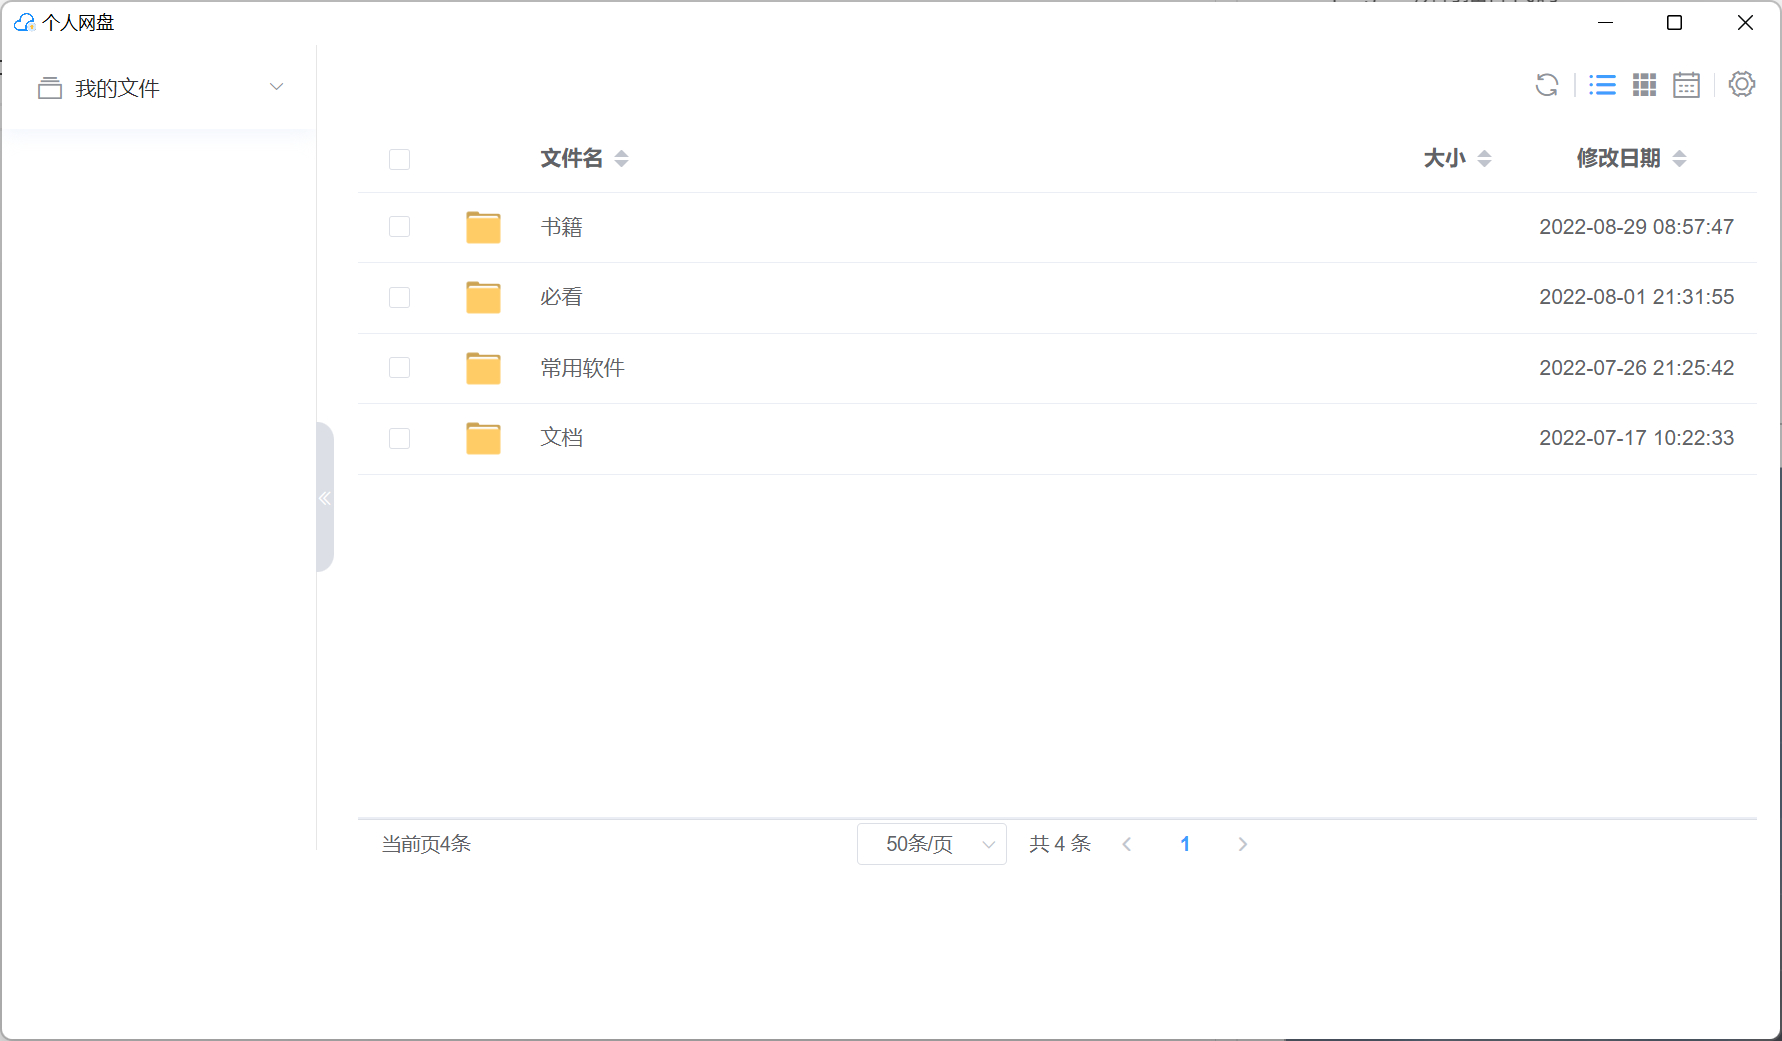 个人网盘
我的文件
文件名 大小 修改日期
书籍 2022-08-29 08:57:47
必看 2022-08-01 21:31:55
常用软件 2022-07-26 21:25:42
文档 2022-07-17 10:22:33
当前页4条 50条/页 共 4 条 1